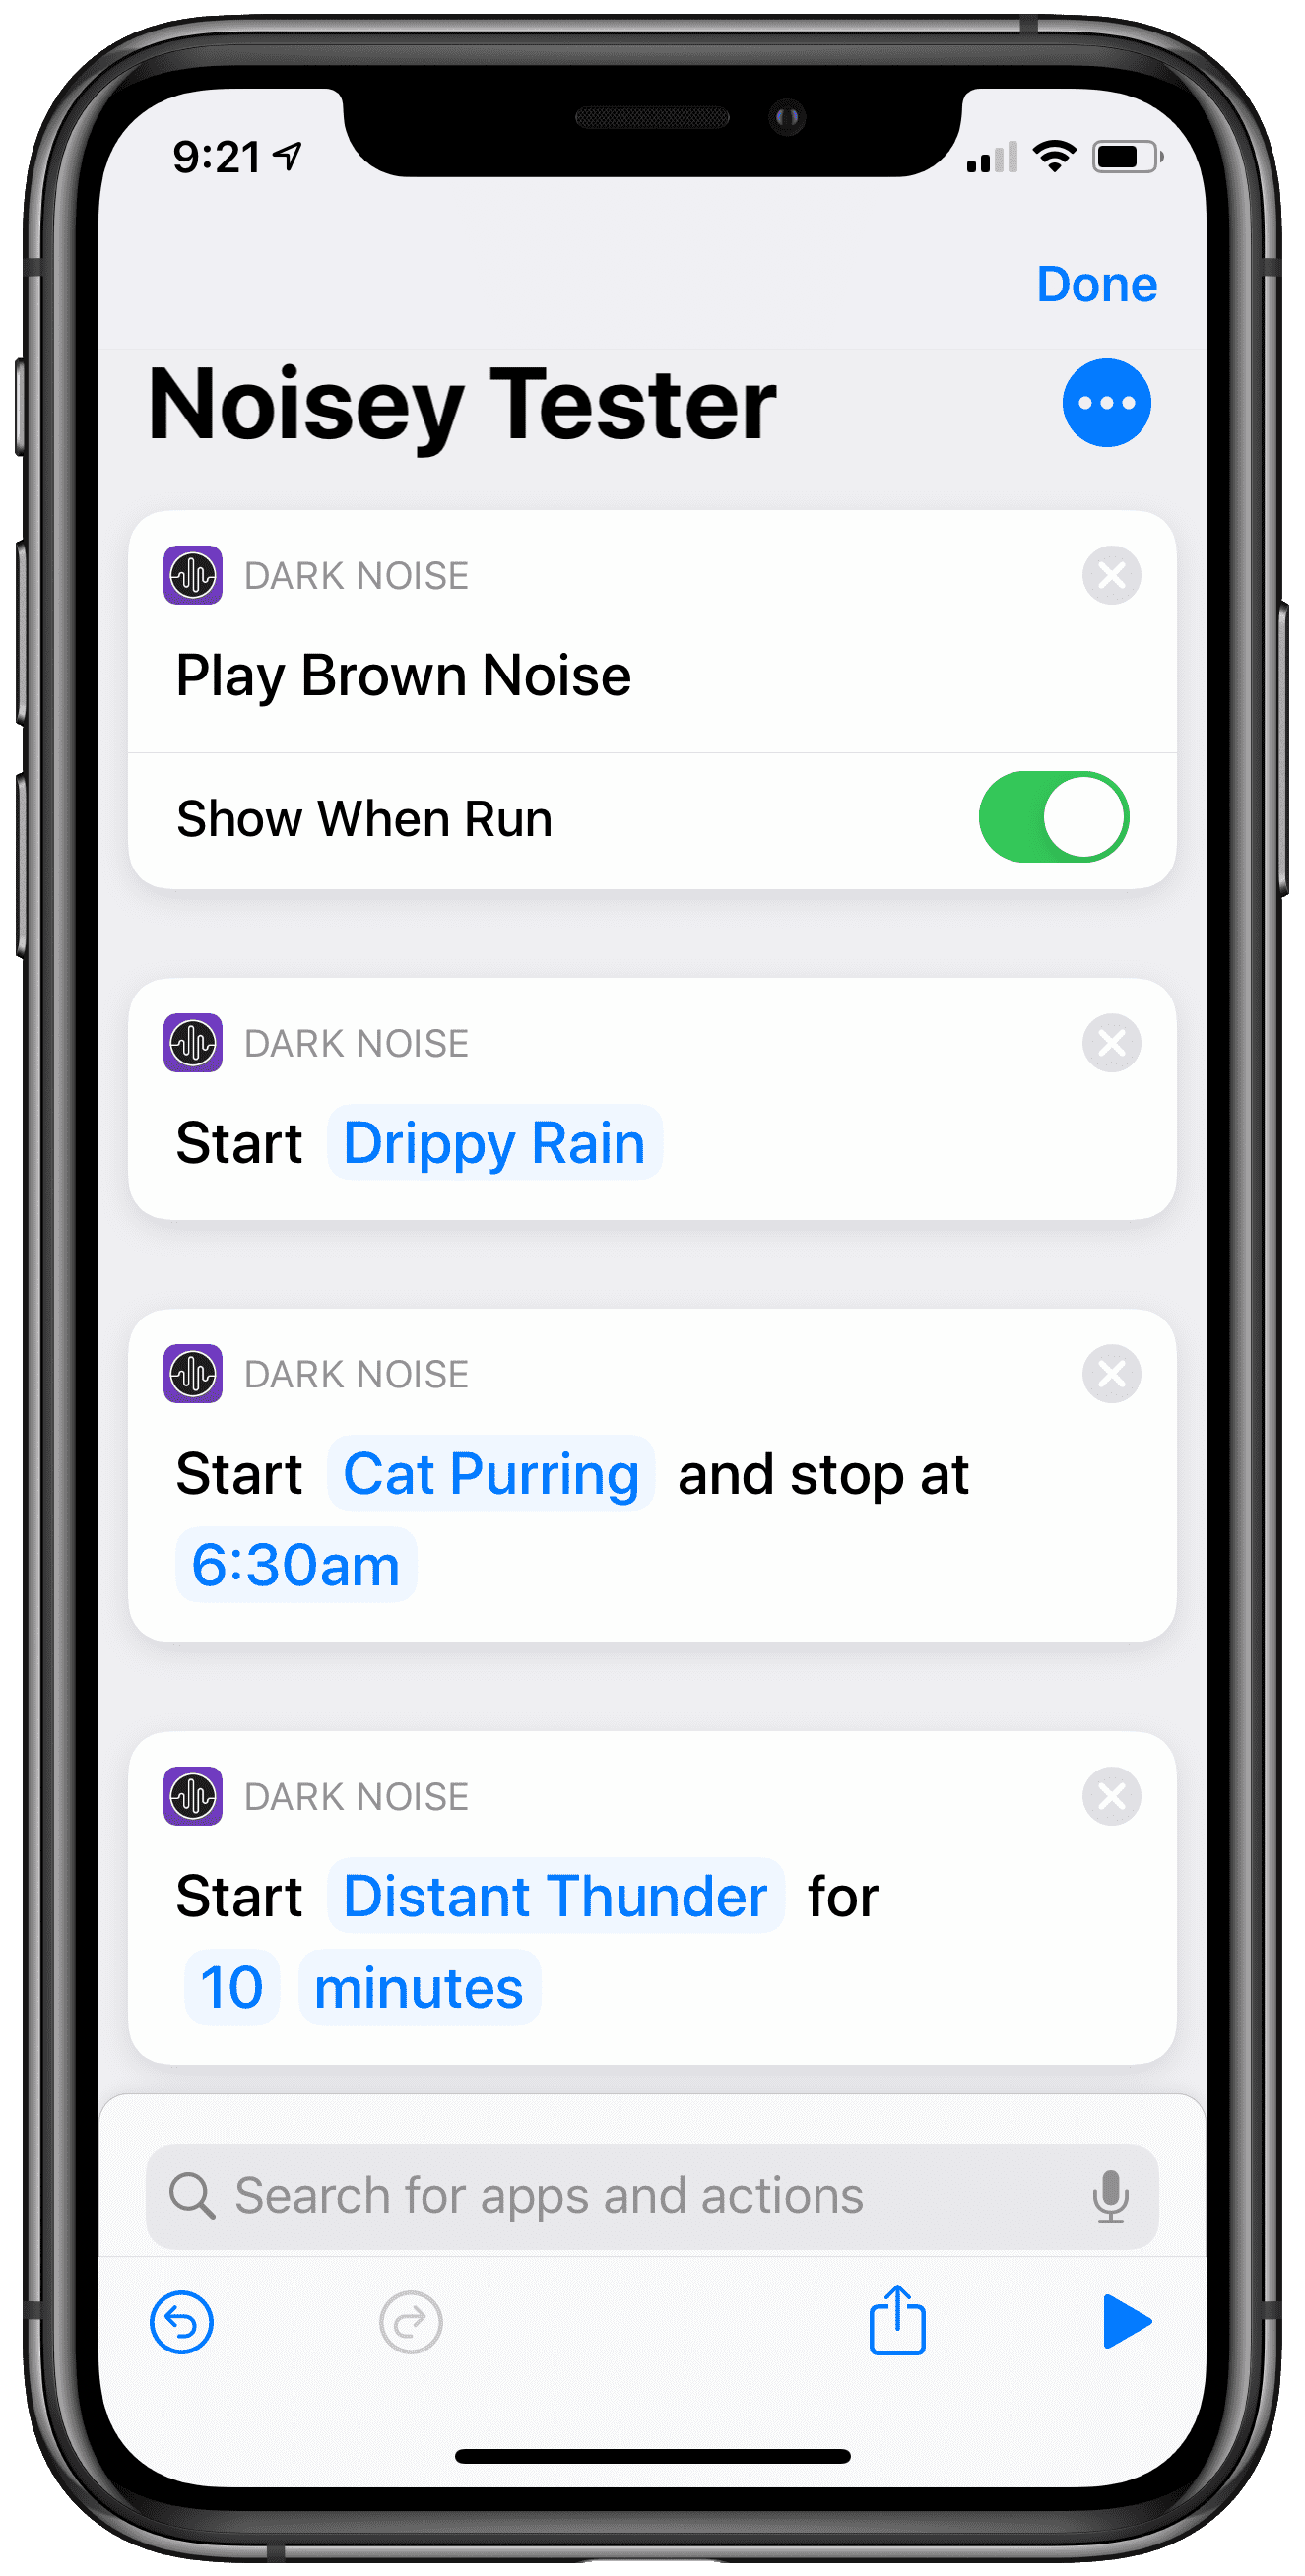 9:21
Done
Noisey Tester
DARK NOISE
Play Brown Noise
Show When Run
DARK NOISE
Start Drippy Rain
DARK NOISE
Start Cat Purring and stop at
6:30am
DARK NOISE
Start Distant Thunder for
10 minutes
Search for apps and actions